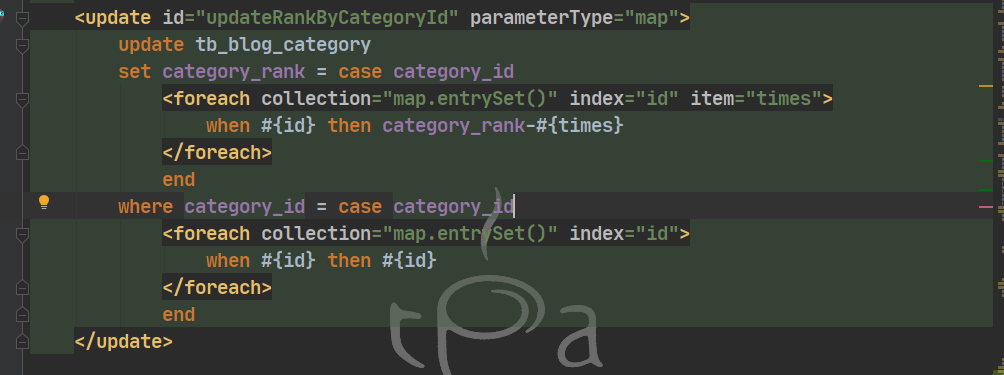 <update id="updateRankByCategoryId" parameterType="map">
update tb_blog_category
set category_rank = case category_id
<foreach collection="map.entrySet()" index="id" item="times">
when #{id} then category_rank-#{times}
</foreach>
end
where category_id = case category_id
<foreach collection="map.entrySet()" index="id">
when #{id} then #{id}
</foreach>
end
</update>
tpa